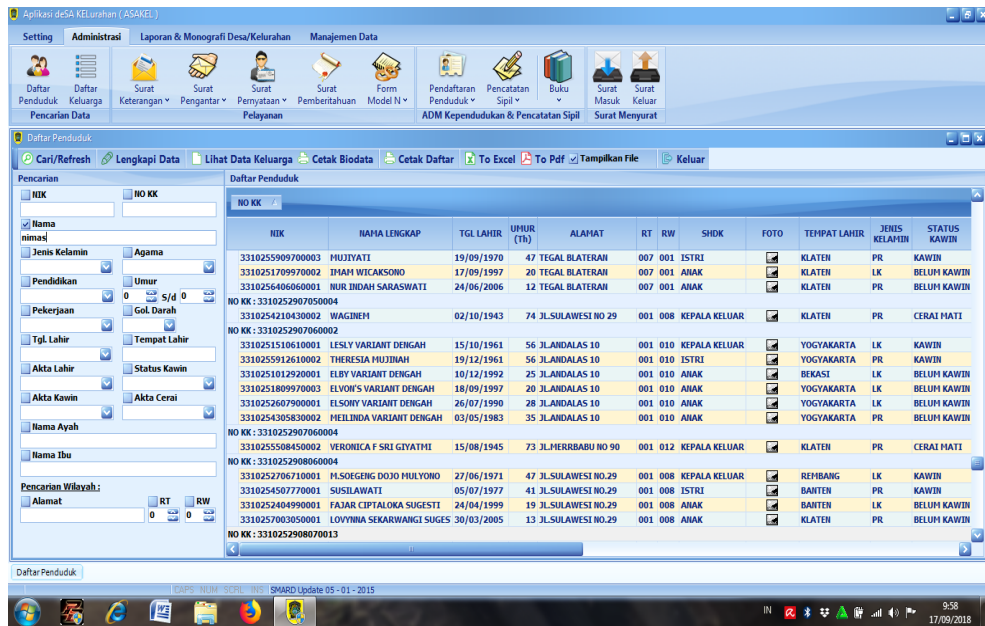 Aplikasi deSA KELurahan ( ASAKEL )
Setting Administrasi Laporan & Monografi Desa/Kelurahan Manajemen Data
Daftar Penduduk Daftar Keluarga Surat Keterangan Surat Pengantar Surat Pernyataan Surat Pemberitahuan Form Model N Pendaftaran Penduduk Pencatatan Sipil Buku Surat Masuk Surat Keluar
Pencarian Data Pelayanan ADM Kependudukan & Pencatatan Sipil Surat Menyurat
Daftar Penduduk
Cari/Refresh Lengkapi Data Lihat Data Keluarga Cetak Biodata Cetak Daftar To Excel To Pdf Tampilkan File Keluar
Pencarian
NIK NO KK
Nama
nimas
Jenis Kelamin Agama
Pendidikan Umur
0 S/d 0
Pekerjaan Gol. Darah
Tgl. Lahir Tempat Lahir
Akta Lahir Status Kawin
Akta Kawin Akta Cerai
Nama Ayah
Nama Ibu
Pencarian Wilayah :
Alamat RT RW
0 0
Daftar Penduduk
NO KK
NIK NAMA LENGKAP TGL LAHIR UMUR (Th) ALAMAT RT RW SHDK FOTO TEMPAT LAHIR JENIS KELAMIN STATUS KAWIN
3310255909700003 MUJIYATI 19/09/1970 47 TEGAL BLATERAN 007 001 ISTRI KLATEN PR KAWIN
3310251709970002 IMAM WICAKSONO 17/09/1997 20 TEGAL BLATERAN 007 001 ANAK KLATEN LK BELUM KAWIN
3310256406060001 NUR INDAH SARASWATI 24/06/2006 12 TEGAL BLATERAN 007 001 ANAK KLATEN PR BELUM KAWIN
NO KK : 3310252907050004
3310254210430002 WAGINEM 02/10/1943 74 JL.SULAWESI NO 29 001 008 KEPALA KELUAR KLATEN PR CERAI MATI
NO KK : 3310252907060002
3310251510610001 LESLY VARIANT DENGAH 15/10/1961 56 JL.ANDALAS 10 001 010 KEPALA KELUAR YOGYAKARTA LK KAWIN
3310255912610002 THERESIA MUJINAH 19/12/1961 56 JL.ANDALAS 10 001 010 ISTRI YOGYAKARTA PR KAWIN
3310251012920001 ELBY VARIANT DENGAH 10/12/1992 25 JL.ANDALAS 10 001 010 ANAK BEKASI LK BELUM KAWIN
3310251809970003 ELVON'S VARIANT DENGAH 18/09/1997 20 JL.ANDALAS 10 001 010 ANAK YOGYAKARTA LK BELUM KAWIN
3310252607900001 ELSONY VARIANT DENGAH 26/07/1990 28 JL.ANDALAS 10 001 010 ANAK YOGYAKARTA LK BELUM KAWIN
3310254305830002 MEILINDA VARIANT DENGAH 03/05/1983 35 JL.ANDALAS 10 001 010 ANAK YOGYAKARTA PR BELUM KAWIN
NO KK : 3310252907060004
3310255508450002 VERONICA F SRI GIYATMI 15/08/1945 73 JL.MERRBABU NO 90 001 012 KEPALA KELUAR KLATEN PR CERAI MATI
NO KK : 3310252908060004
3310252706710001 M.SOEGENG DOJO MULYONO 27/06/1971 47 JL.SULAWESI NO.29 001 008 KEPALA KELUAR REMBANG LK KAWIN
3310254507770001 SUSILAWATI 05/07/1977 41 JL.SULAWESI NO.29 001 008 ISTRI BANTEN PR KAWIN
3310252404990001 FAJAR CIPTALOKA SUGESTI 24/04/1999 19 JL.SULAWESI NO.29 001 008 ANAK BANTEN LK BELUM KAWIN
3310257003050001 LOVYNNA SEKARWANGI SUGES 30/03/2005 13 JL.SULAWESI NO.29 001 008 ANAK KLATEN PR BELUM KAWIN
NO KK : 3310252908070013
Daftar Penduduk
CAPS NUM SCRL INS SMARD Update 05 - 01 - 2015
IN 9:58
17/09/2018